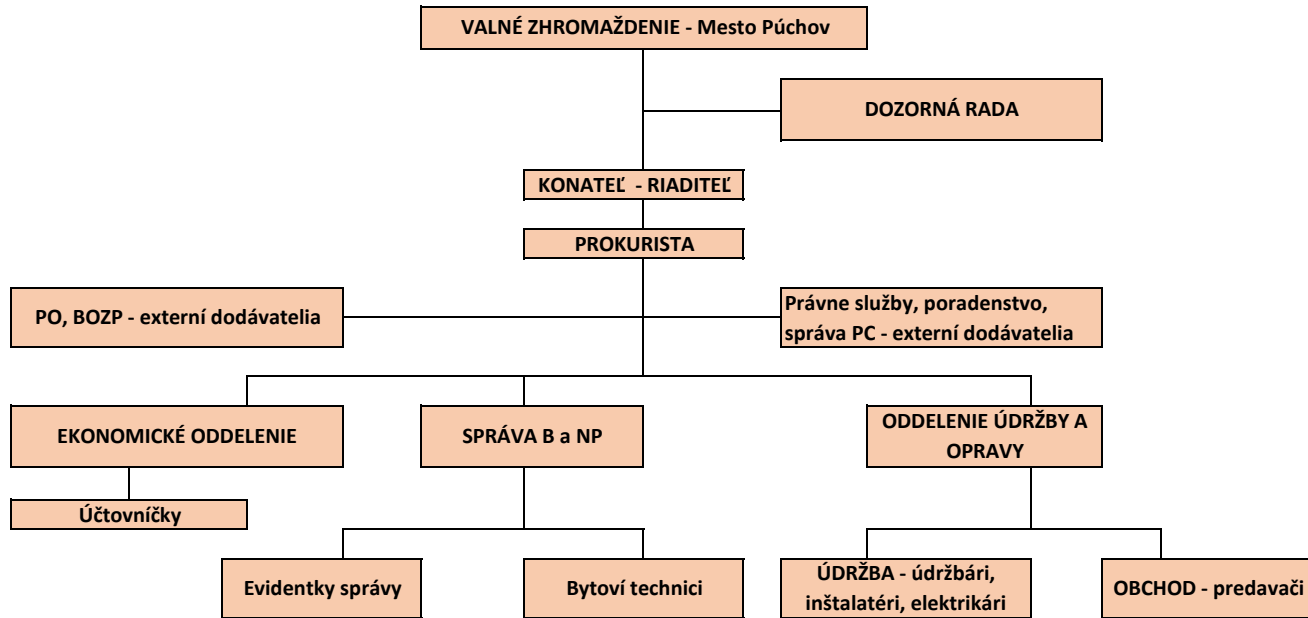 VALNÉ ZHROMAŽDENIE - Mesto Púchov
DOZORNÁ RADA
KONATEĽ - RIADITEĽ
PROKURISTA
PO, BOZP - externí dodávatelia
Právne služby, poradenstvo,
správa PC - externí dodávatelia
EKONOMICKÉ ODDELENIE
SPRÁVA B a NP
ODDELENIE ÚDRŽBY A
OPRAVY
Účtovníčky
Evidentky správy
Bytoví technici
ÚDRŽBA - údržbári,
inštalatéri, elektrikári
OBCHOD - predavači